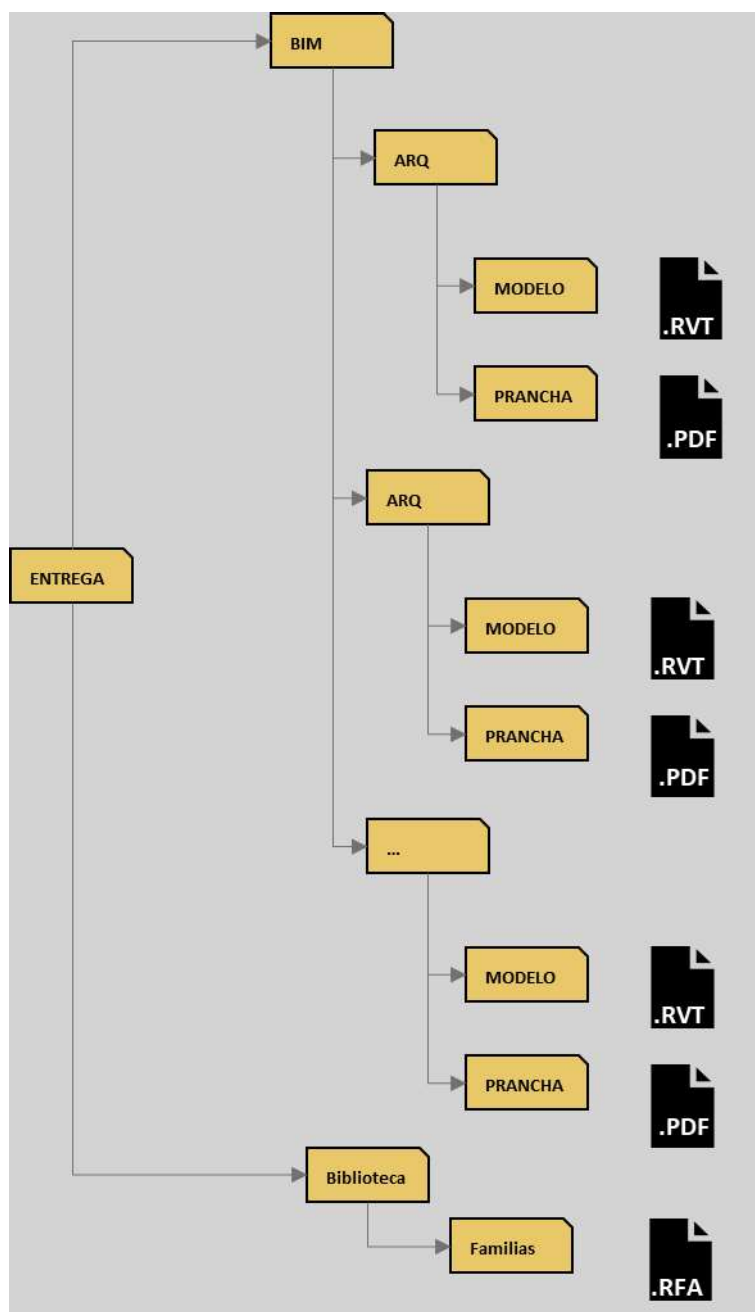 BIM
ARQ
MODELO
.RVT
PRANCHA
.PDF
ARQ
ENTREGA
MODELO
.RVT
PRANCHA
.PDF
...
MODELO
.RVT
PRANCHA
.PDF
Biblioteca
Familias
.RFA